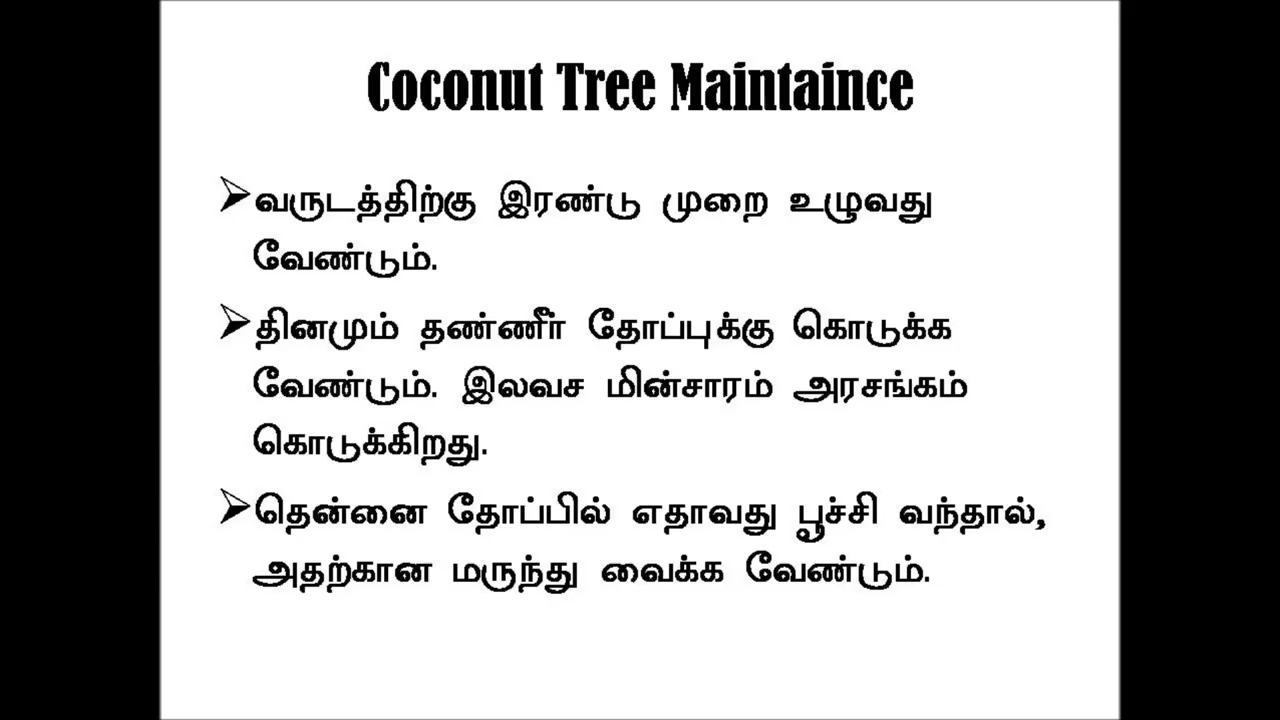 Coconut Tree Maintaince
➢வருடத்திற்கு இரண்டு முறை உழுவது
வேண்டும்.
➢தினமும் தண்ணீர் தோப்புக்கு கொடுக்க
வேண்டும். இலவச மின்சாரம் அரசங்கம்
கொடுக்கிறது.
➢தென்னை தோப்பில் எதாவது பூச்சி வந்தால்,
அதற்கான மருந்து வைக்க வேண்டும்.